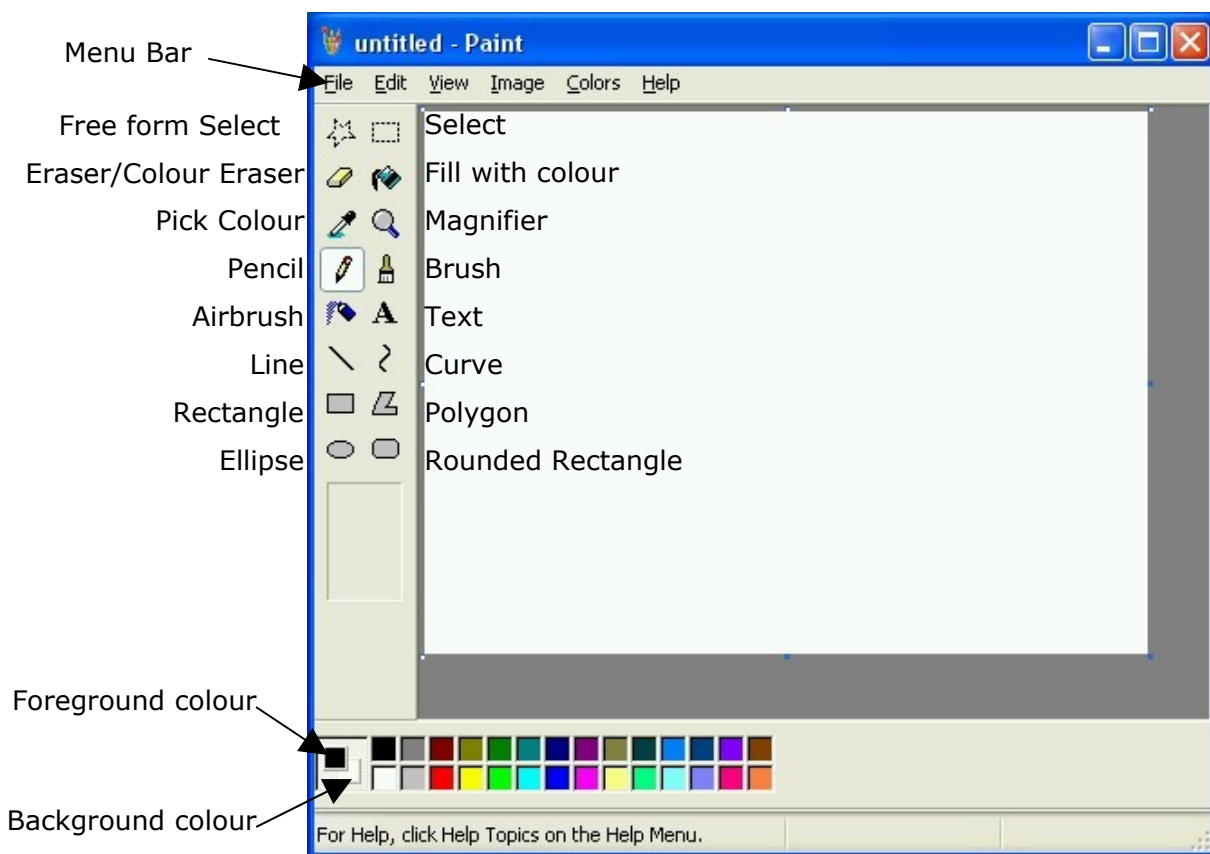 untitled - Paint
Menu Bar
File Edit View Image Colors Help
Free form Select Select
Eraser/Colour Eraser Fill with colour
Pick Colour Magnifier
Pencil Brush
Airbrush A Text
Line Curve
Rectangle Polygon
Ellipse Rounded Rectangle
Foreground colour
Background colour
For Help, click Help Topics on the Help Menu.